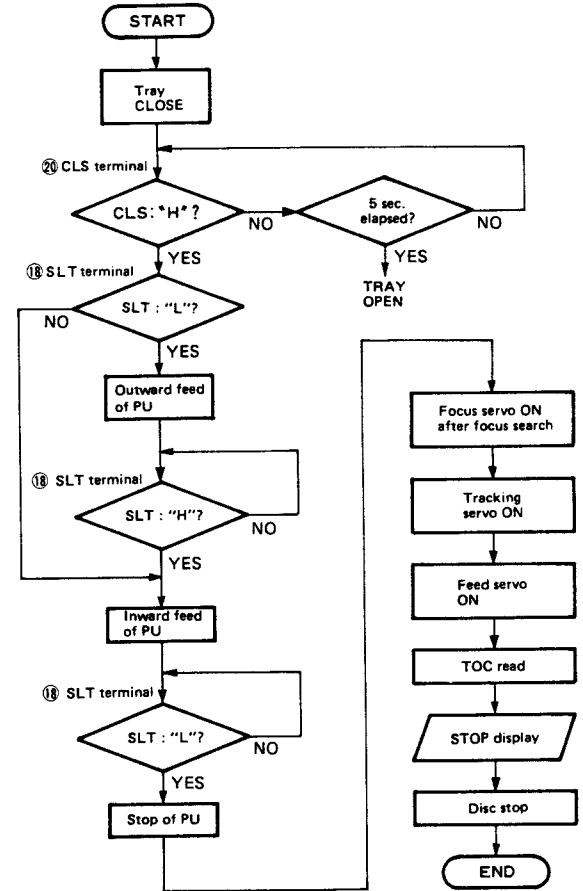 START
Tray
CLOSE
⑳ CLS terminal
CLS: "H" ?
NO
5 sec.
elapsed?
NO
YES
YES
TRAY
OPEN
⑱ SLT terminal
SLT : "L"?
NO
YES
Outward feed
of PU
⑱ SLT terminal
SLT : "H"?
NO
YES
Inward feed
of PU
⑱ SLT terminal
SLT : "L"?
NO
YES
Stop of PU
Focus servo ON
after focus search
Tracking
servo ON
Feed servo
ON
TOC read
STOP display
Disc stop
END